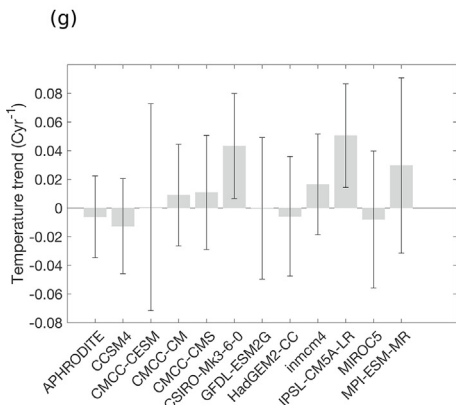 (g)
Temperature trend (Cyr-1)
0.08
0.06
0.04
0.02
0
-0.02
-0.04
-0.06
-0.08
APHRODITE
CCSM4
CMCC-CESM
CMCC-CM
CMCC-CMS
CSIRO-Mk3-6-0
GFDL-ESM2G
HadGEM2-CC
inmcm4
IPSL-CM5A-LR
MIROC5
MPI-ESM-MR